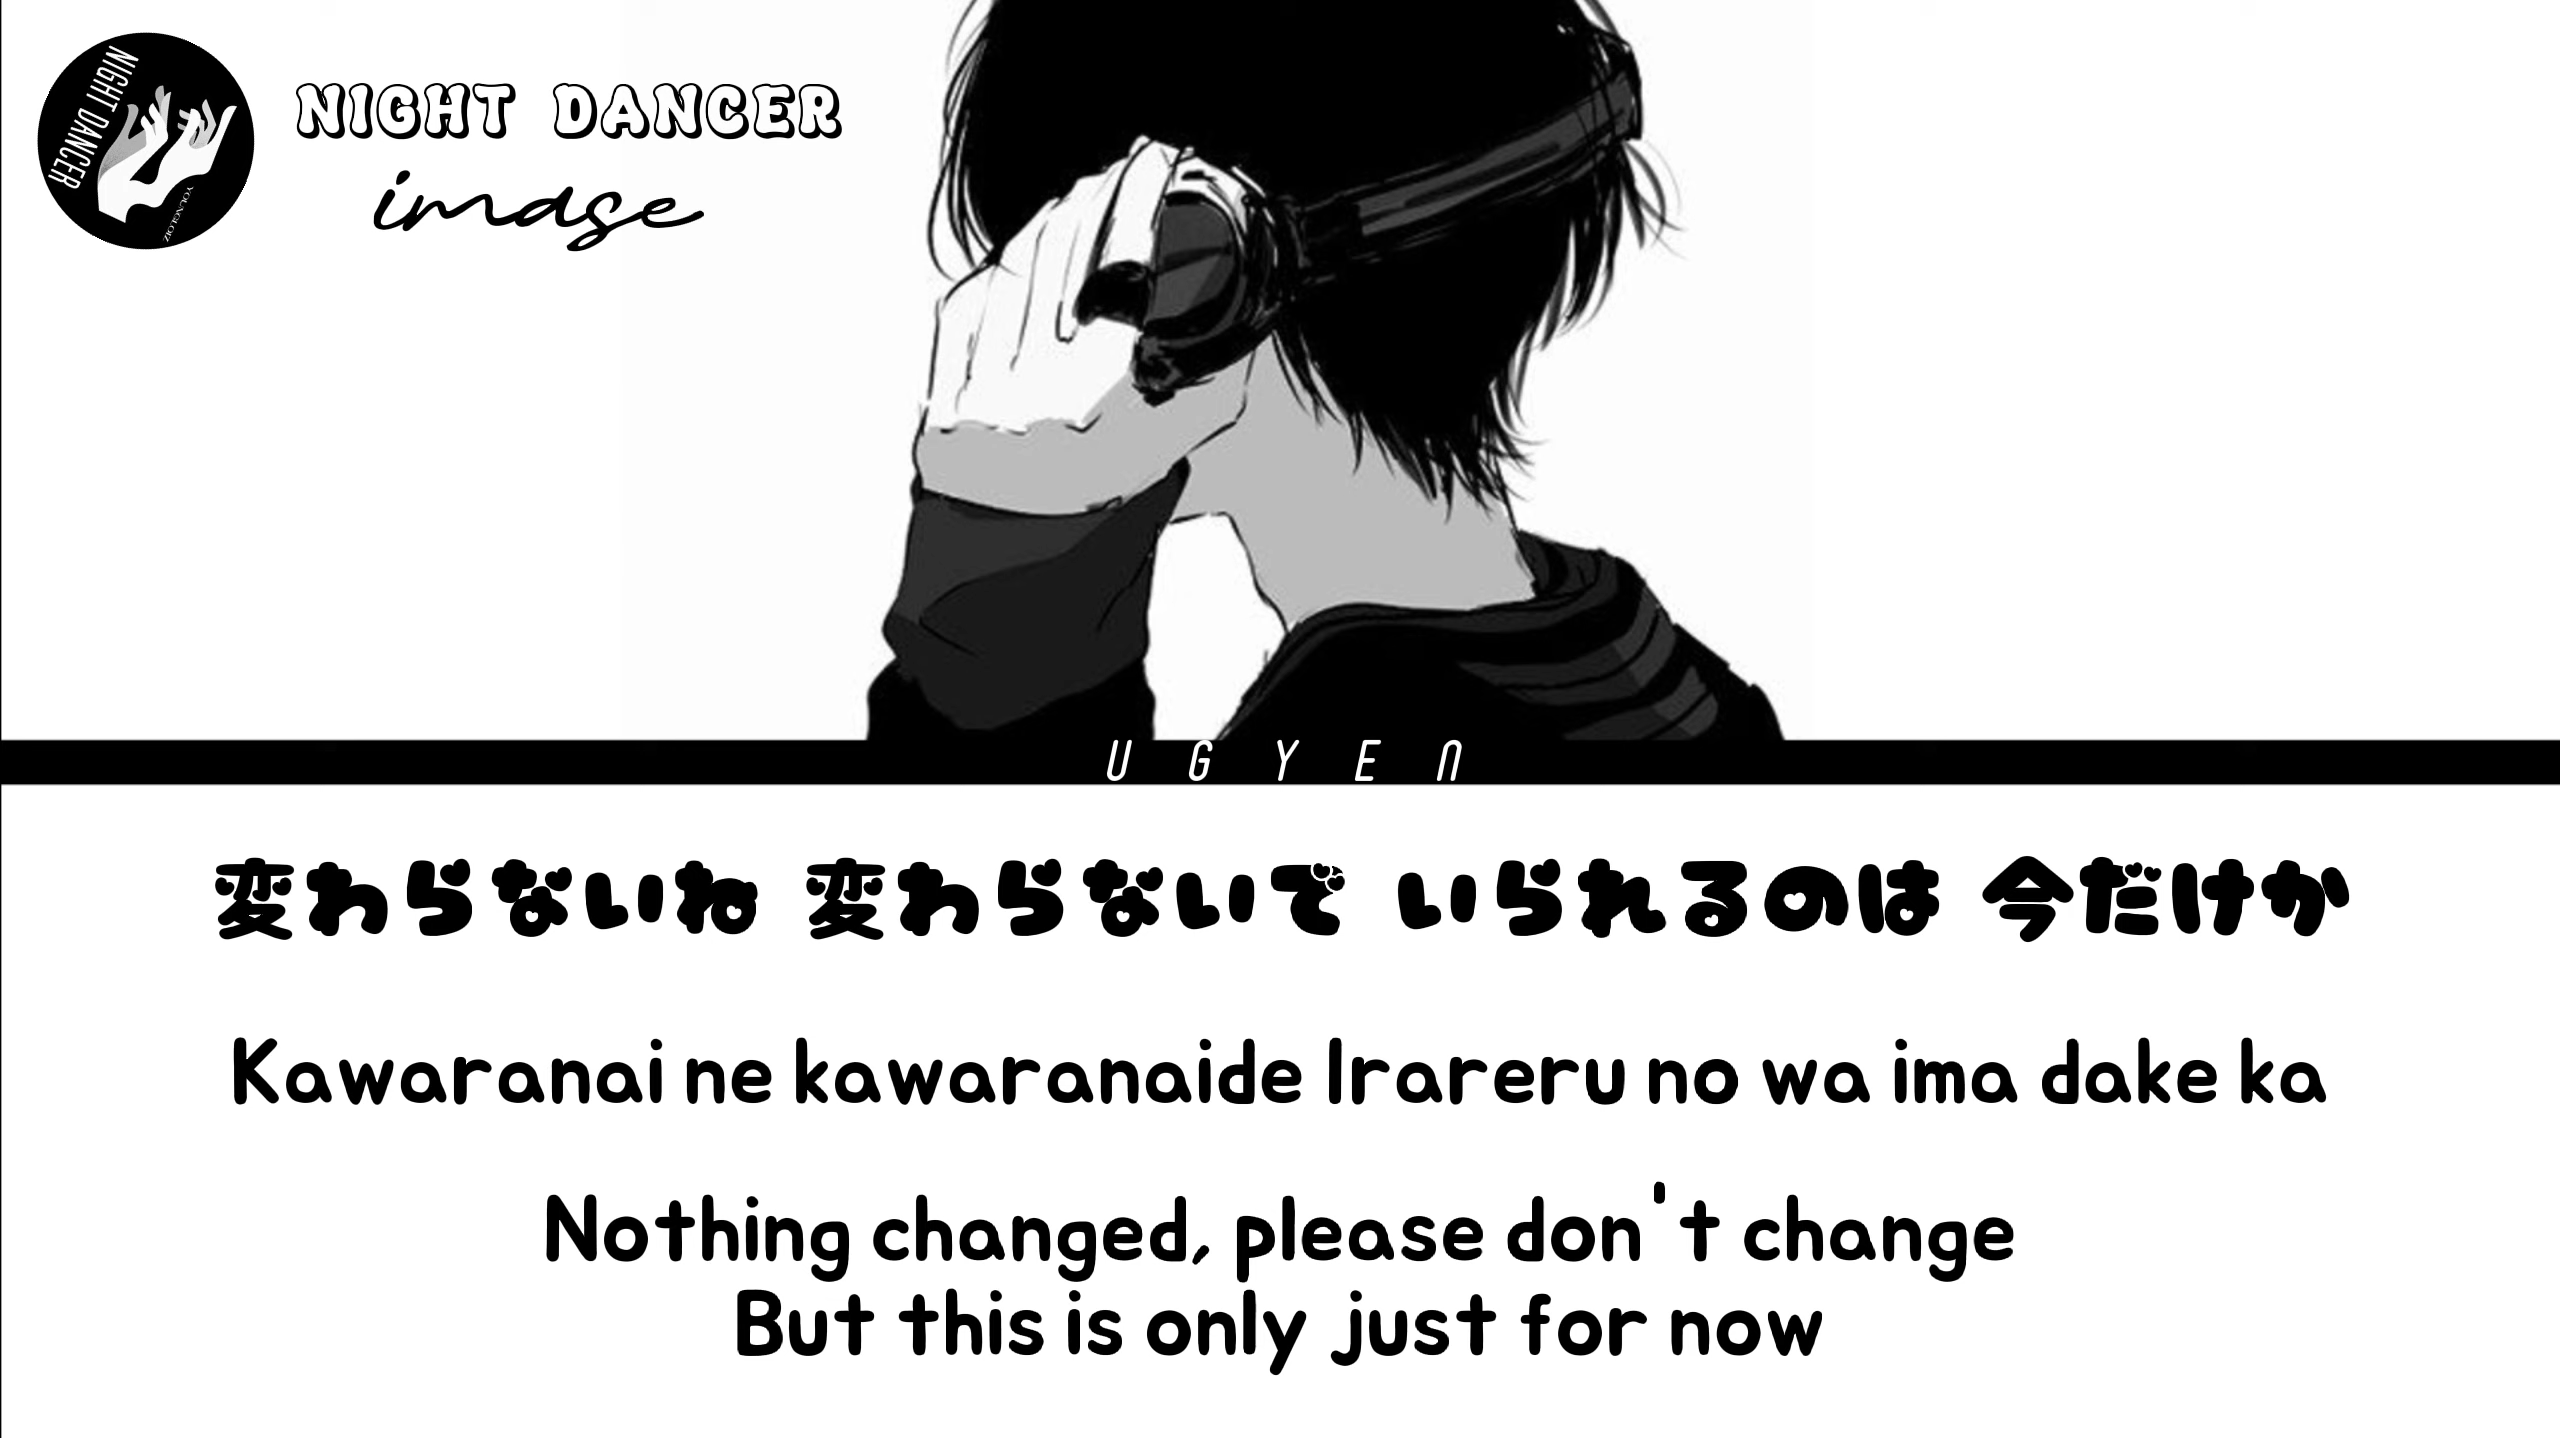 NIGHT DANCER
NIGHT DANCER
imase
UGYEN
変わらないね 変わらないで いられるのは 今だけか
Kawaranai ne kawaranaide Irareru no wa ima dake ka
Nothing changed, please don't change
But this is only just for now